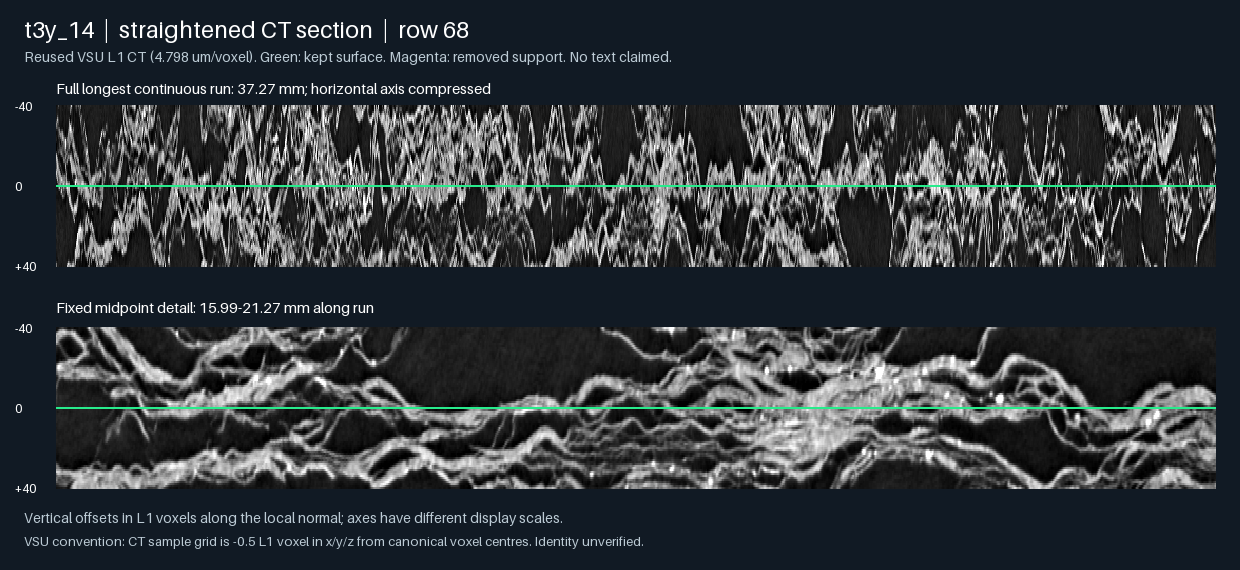 t3y_14 | straightened CT section | row 68
Reused VSU L1 CT (4.798 um/voxel). Green: kept surface. Magenta: removed support. No text claimed.
Full longest continuous run: 37.27 mm; horizontal axis compressed
-40
0
+40
Fixed midpoint detail: 15.99-21.27 mm along run
-40
0
+40
Vertical offsets in L1 voxels along the local normal; axes have different display scales.
VSU convention: CT sample grid is -0.5 L1 voxel in x/y/z from canonical voxel centres. Identity unverified.